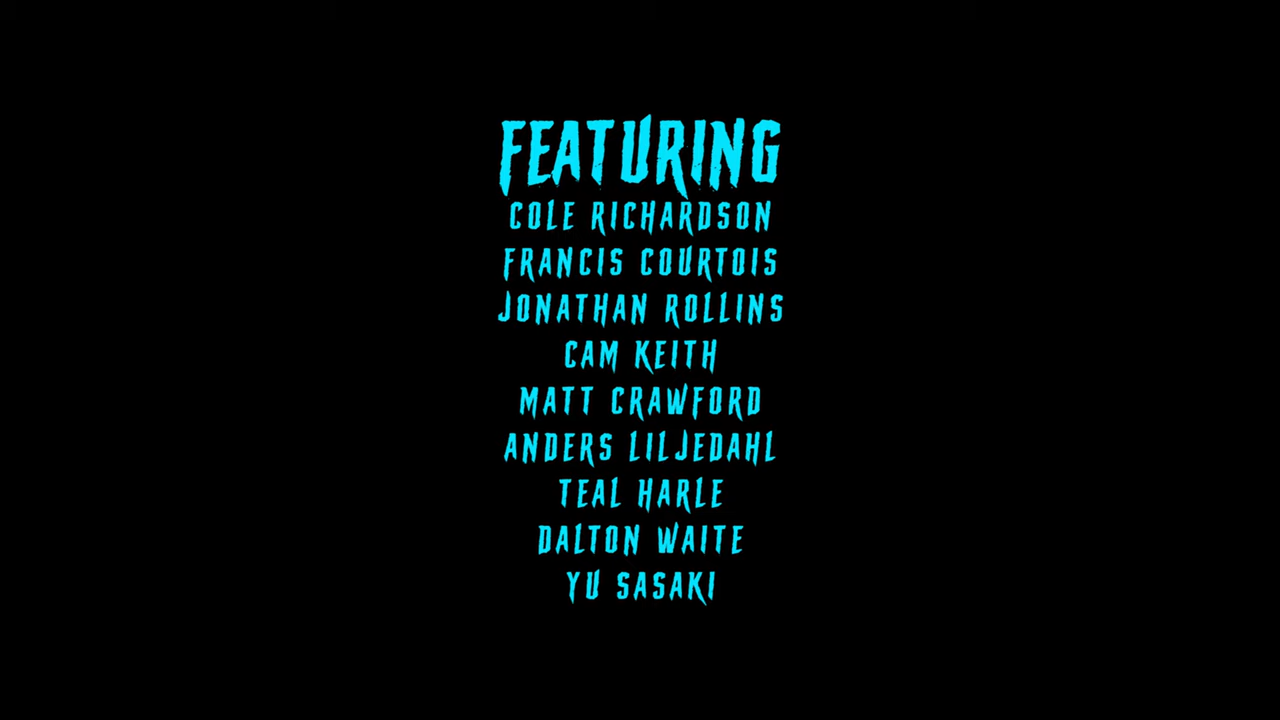 FEATURING
COLE RICHARDSON
FRANCIS COURTOIS
JONATHAN ROLLINS
CAM KEITH
MATT CRAWFORD
ANDERS LILJEDAHL
TEAL HARLE
DALTON WAITE
YU SASAKI